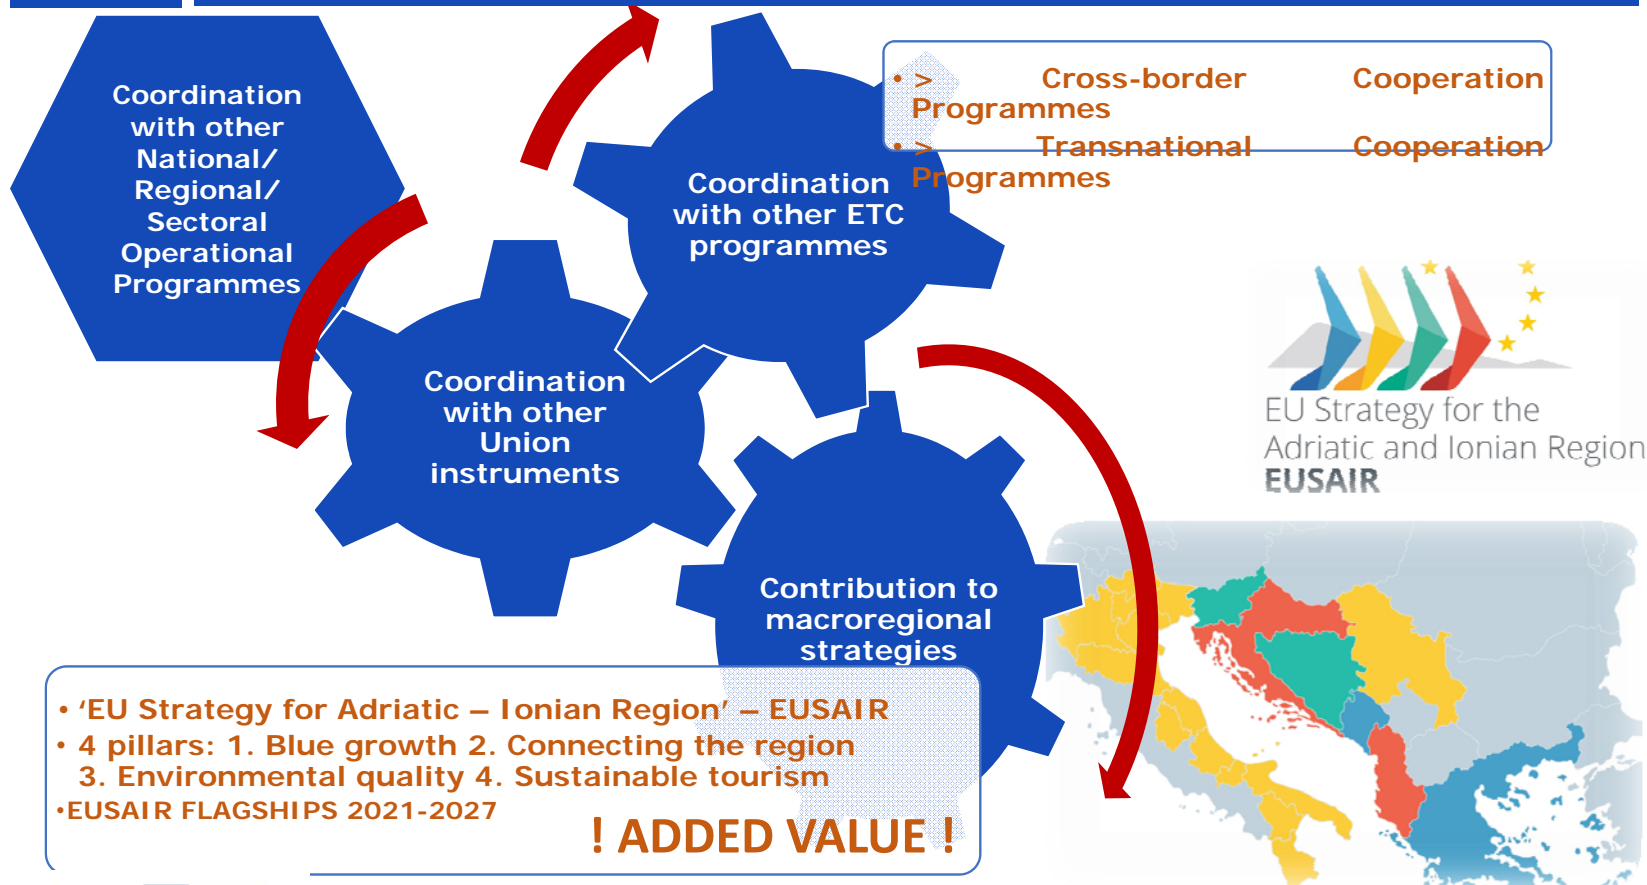 Coordination
with other
National/
Regional/
Sectoral
Operational
Programmes
Coordination
with other ETC
programmes
• > Cross-border Cooperation
Programmes
• > Transnational Cooperation
Programmes
Coordination
with other
Union
instruments
Contribution to
macroregional
strategies
EU Strategy for the
Adriatic and Ionian Region
EUSAIR
• ‘EU Strategy for Adriatic – Ionian Region’ – EUSAIR
• 4 pillars: 1. Blue growth 2. Connecting the region
3. Environmental quality 4. Sustainable tourism
•EUSAIR FLAGSHIPS 2021-2027
! ADDED VALUE !